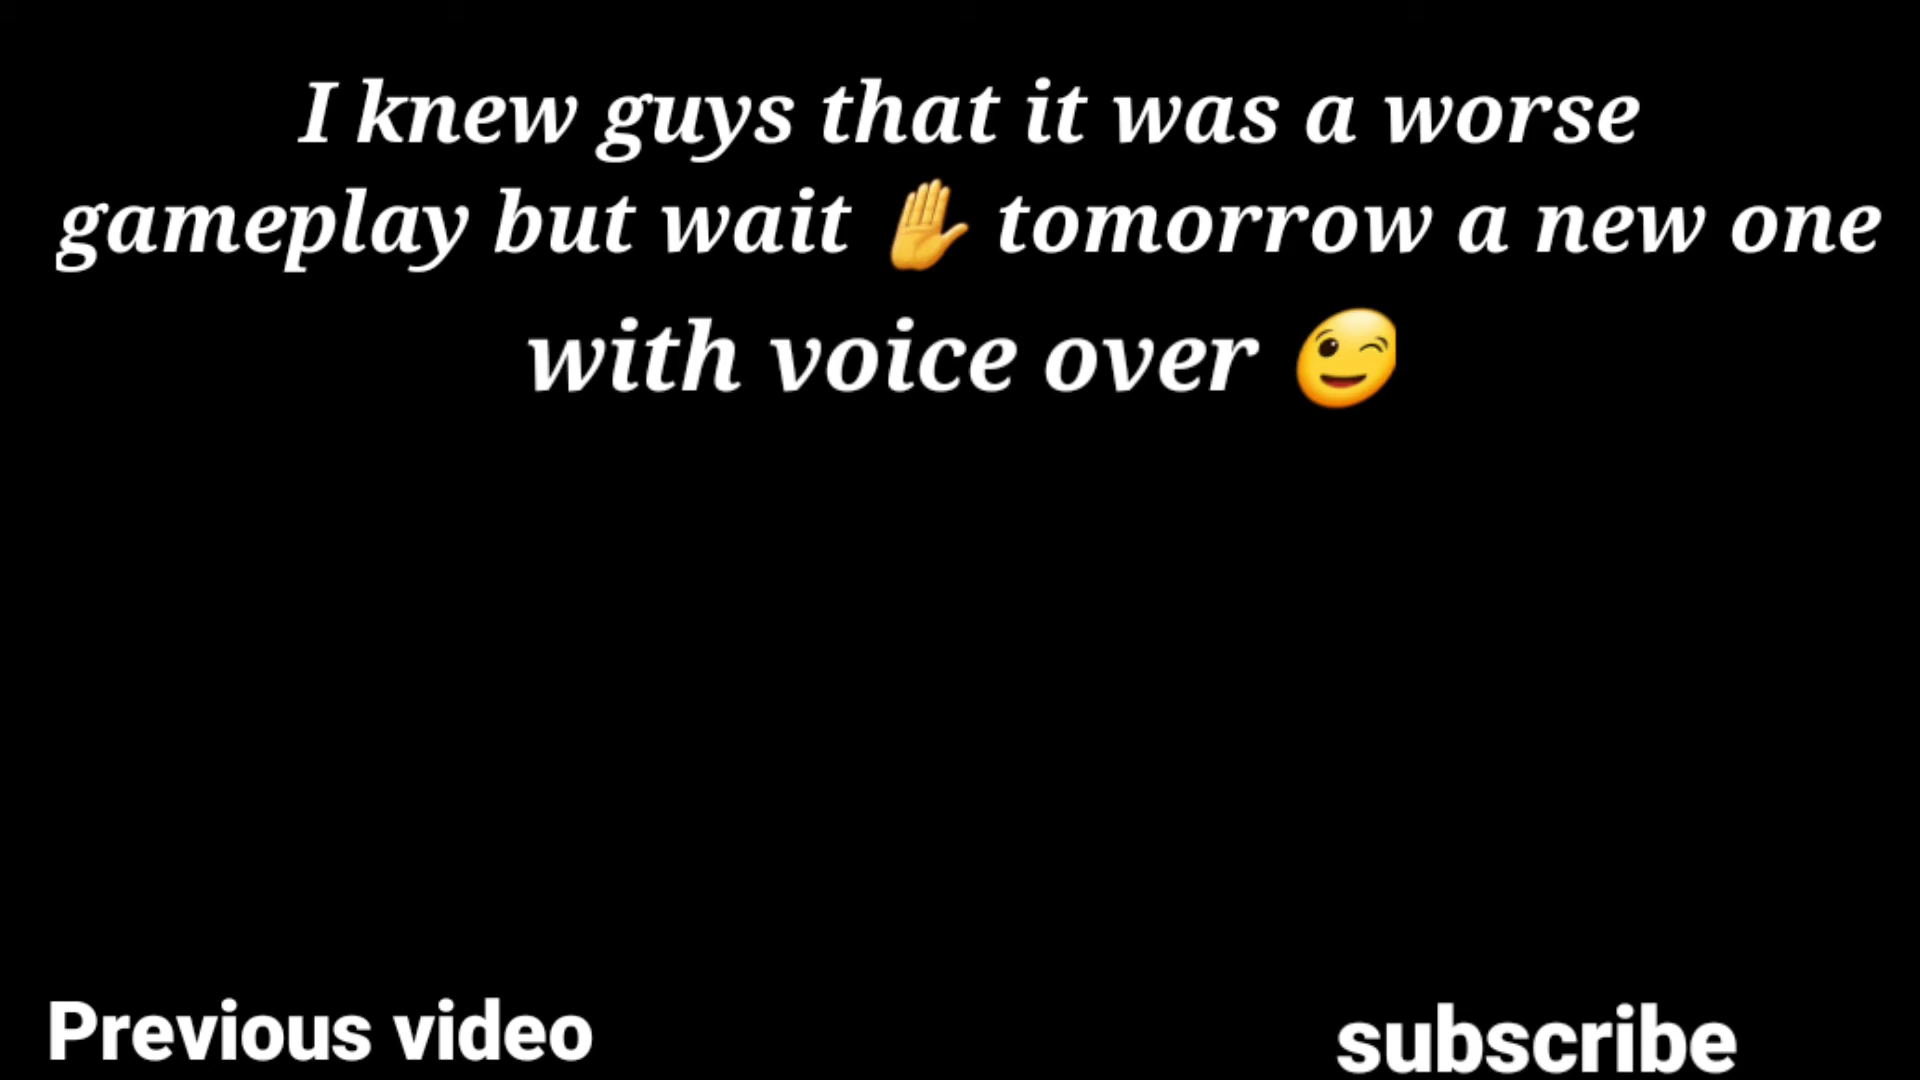 I knew guys that it was a worse
gameplay but wait ✋ tomorrow a new one
with voice over 😉
Previous video
subscribe